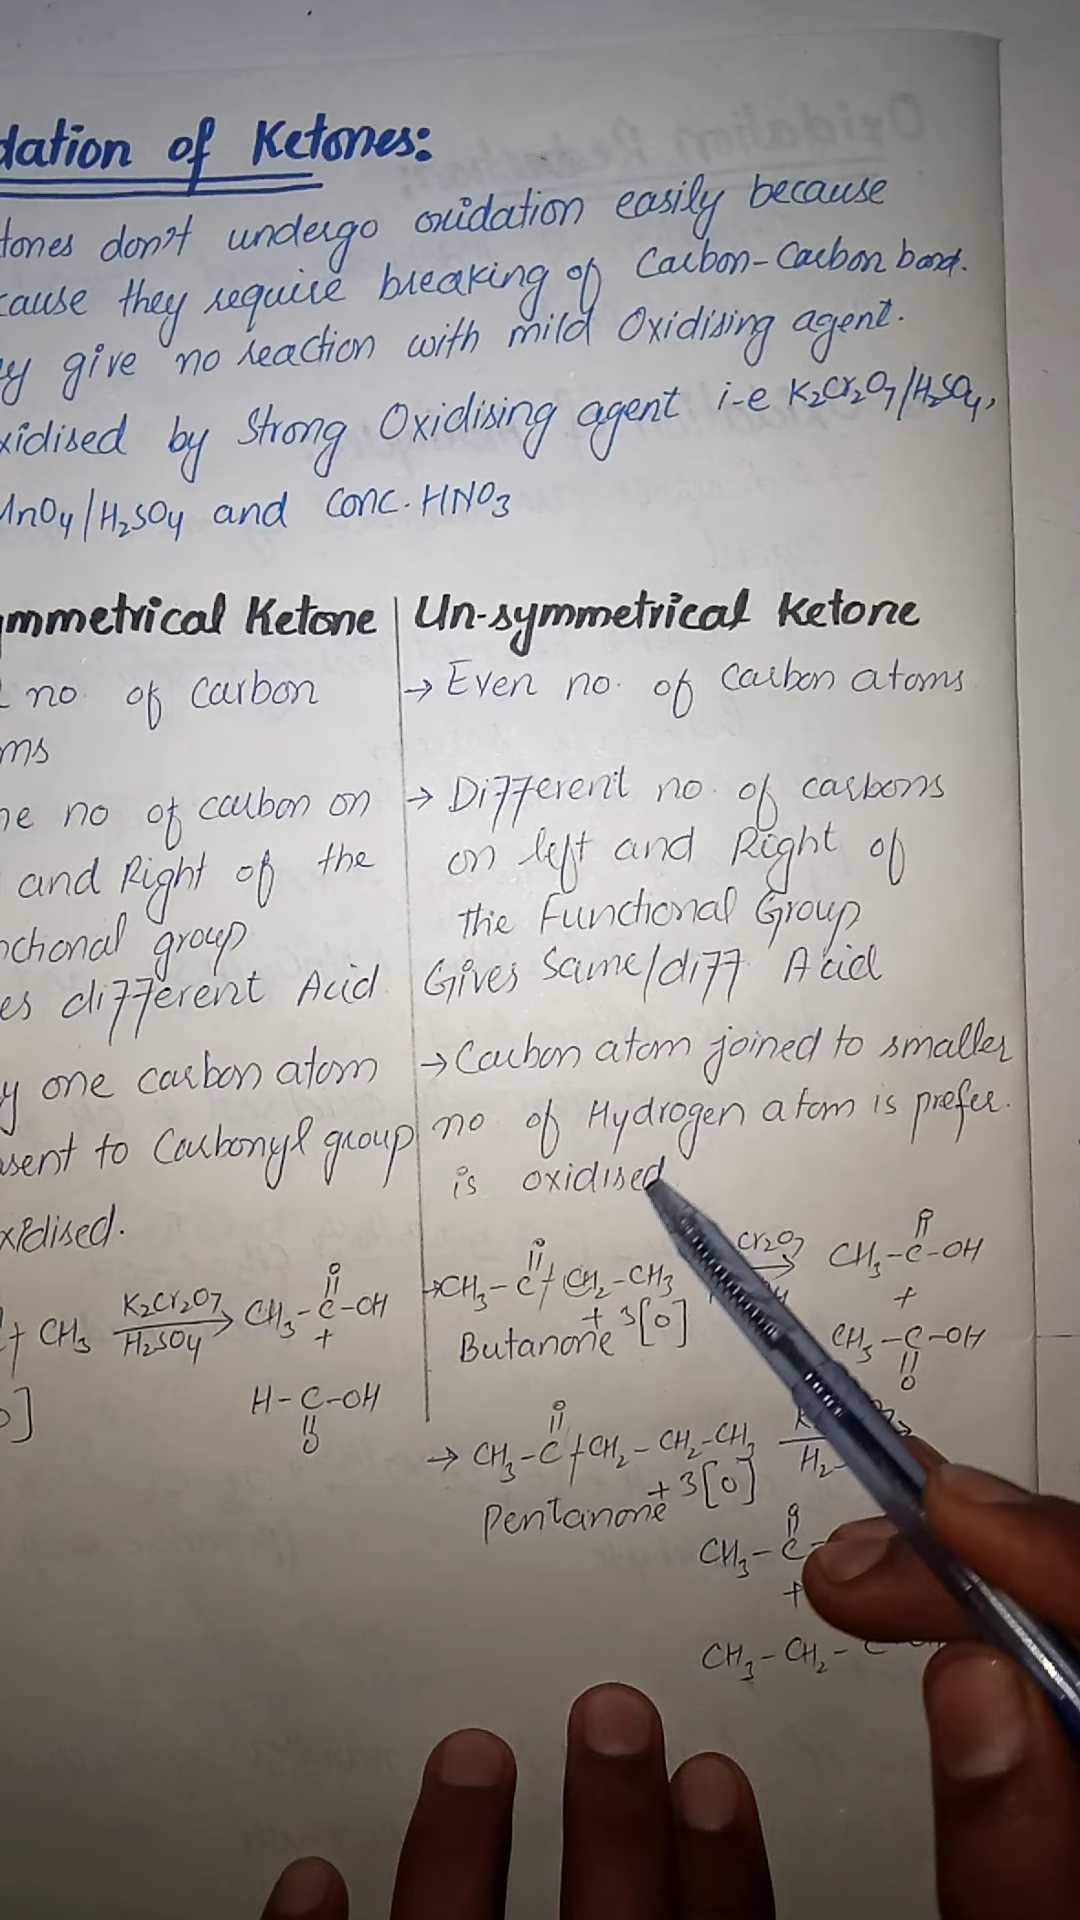 dation of Ketones:
tones don't undergo oxidation easily because
cause they require breaking of Carbon-Carbon bond.
ey give no reaction with mild Oxidising agent.
xidised by Strong Oxidising agent i-e K₂Cr₂O₇/H₂SO₄,
MnO₄/H₂SO₄ and Conc. HNO₃
mmetrical Ketone | Un-symmetrical Ketone
no. of Carbon
ms
→ Even no. of Carbon atoms
ne no of carbon on
and Right of the
nctional group
→ Different no. of carbons
on left and Right of
the Functional Group
es different Acid
Gives Same/diff Acid
y one carbon atom
esent to Carbonyl group
xidised.
→ Carbon atom joined to smaller
no of Hydrogen atom is prefer.
is oxidised
+ CH₃ K₂Cr₂O₇ CH₃-C-OH
H₂SO₄
O
+
o]
H-C-OH
O
→ CH₃-C+CH₂-CH₃ Cr₂O₇ CH₃-C-OH
O
+ 3[O]
Butanone
+
CH₃-C-OH
O
→ CH₃-C+CH₂-CH₂-CH₃
O
H₂
+ 3[O]
Pentanone
CH₃-C-
O
+
CH₃-CH₂-C